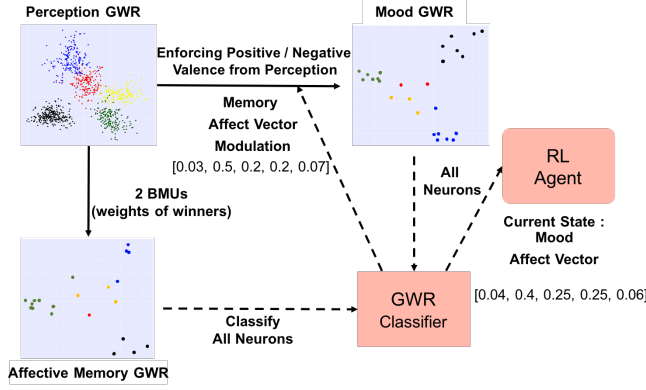 Perception GWR
Mood GWR
Enforcing Positive / Negative
Valence from Perception
Memory
Affect Vector
Modulation
[0.03, 0.5, 0.2, 0.2, 0.07]
2 BMUs
(weights of winners)
All
Neurons
RL
Agent
Current State :
Mood
Affect Vector
[0.04, 0.4, 0.25, 0.25, 0.06]
GWR
Classifier
Classify
All Neurons
Affective Memory GWR